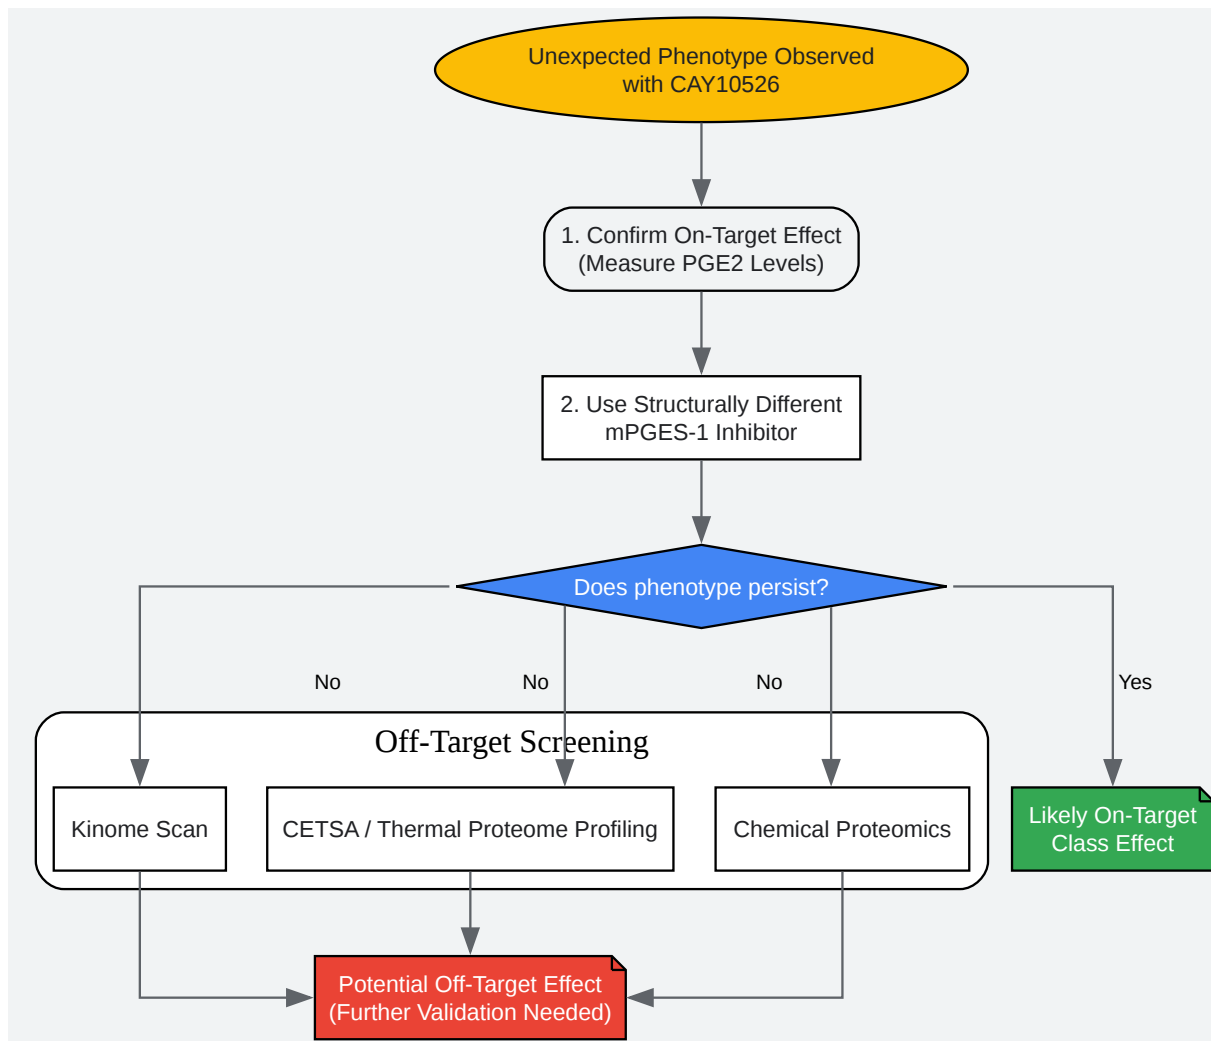 Unexpected Phenotype Observed
with CAY10526
1. Confirm On-Target Effect
(Measure PGE2 Levels)
2. Use Structurally Different
mPGES-1 Inhibitor
Does phenotype persist?
No
No
No
Yes
Off-Target Screening
Kinome Scan
CETSA / Thermal Proteome Profiling
Chemical Proteomics
Likely On-Target
Class Effect
Potential Off-Target Effect
(Further Validation Needed)